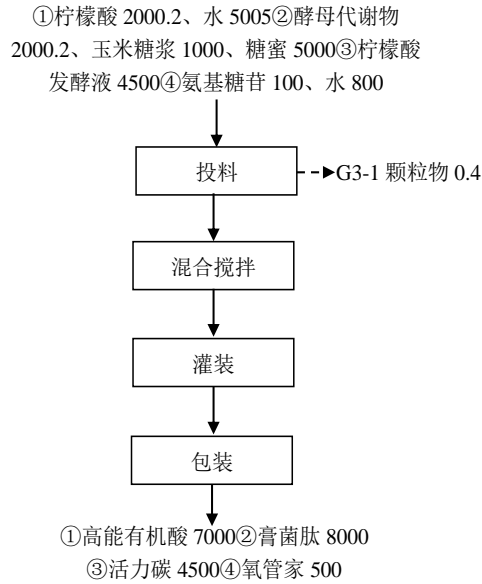 ①柠檬酸 2000.2、水 5005②酵母代谢物
2000.2、玉米糖浆 1000、糖蜜 5000③柠檬酸
发酵液 4500④氨基糖苷 100、水 800
投料
G3-1 颗粒物 0.4
混合搅拌
灌装
包装
①高能有机酸 7000②膏菌肽 8000
③活力碳 4500④氧管家 500